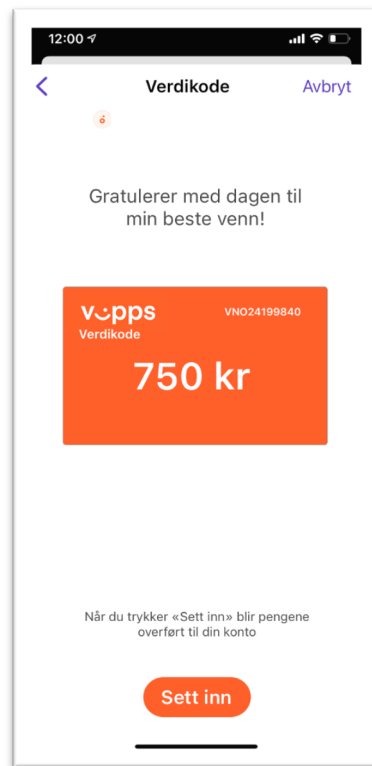 12:00
Verdikode
Avbryt
Gratulerer med dagen til
min beste venn!
vipps
VNO24199840
Verdikode
750 kr
Når du trykker «Sett inn» blir pengene
overført til din konto
Sett inn